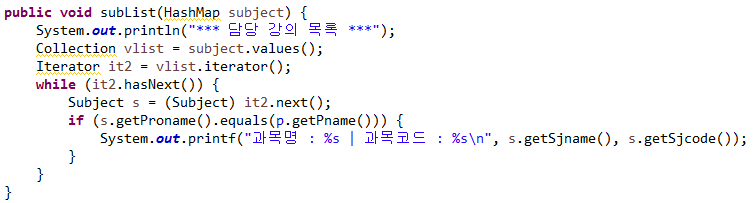 public void subList(HashMap subject) {
    System.out.println("*** 담당 강의 목록 ***");
    Collection vlist = subject.values();
    Iterator it2 = vlist.iterator();
    while (it2.hasNext()) {
        Subject s = (Subject) it2.next();
        if (s.getProname().equals(p.getPname())) {
            System.out.printf("과목명 : %s | 과목코드 : %s\n", s.getSjname(), s.getSjcode());
        }
    }
}